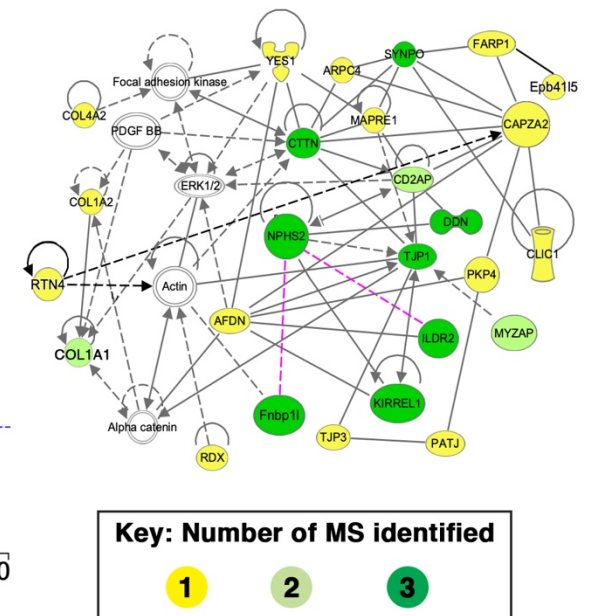 YES1
SYNPO
FARP1
ARPC4
Focal adhesion kinase
Epb41l5
COL4A2
MAPRE1
CAPZA2
PDGF BB
CTTN
CD2AP
ERK1/2
COL1A2
DDN
NPHS2
CLIC1
TJP1
PKP4
RTN4
Actin
AFDN
MYZAP
ILDR2
COL1A1
KIRREL1
Fnbp1l
Alpha catenin
TJP3
PATJ
RDX
Key: Number of MS identified
0
1 2 3